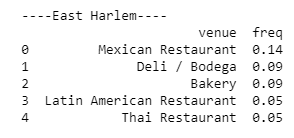 ----East Harlem----
venue freq
0 Mexican Restaurant 0.14
1 Deli / Bodega 0.09
2 Bakery 0.09
3 Latin American Restaurant 0.05
4 Thai Restaurant 0.05